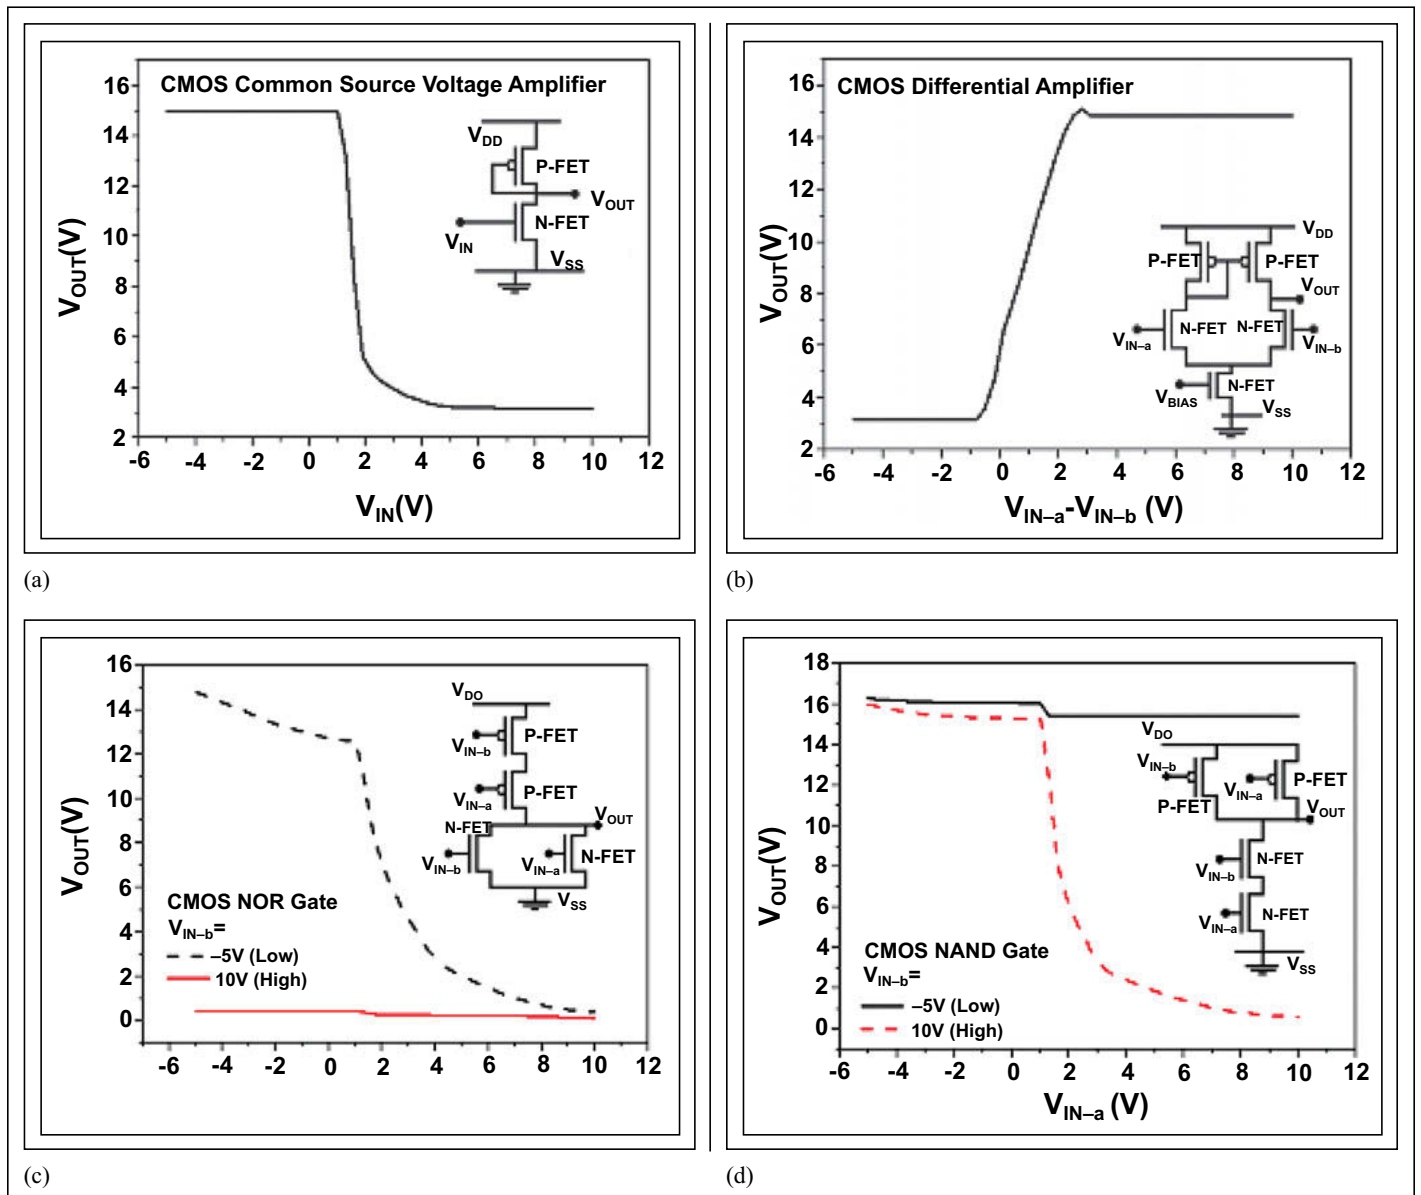 CMOS Common Source Voltage Amplifier
16
14
12
10
8
6
4
2
VOUT(V)
-6
-4
-2
0
2
4
6
8
10
12
VIN(V)
VDD
P-FET
VOUT
N-FET
VIN
VSS
(a)
CMOS Differential Amplifier
16
14
12
10
8
6
4
2
VOUT(V)
-6
-4
-2
0
2
4
6
8
10
12
VIN–a-VIN–b (V)
VDD
P-FET
P-FET
VOUT
N-FET
N-FET
VIN–a
VIN–b
N-FET
VBIAS
VSS
(b)
16
14
12
10
8
6
4
2
0
VOUT(V)
-6
-4
-2
0
2
4
6
8
10
12
VDO
P-FET
VIN–b
P-FET
VIN–a
VOUT
N-FET
N-FET
VIN–b
VIN–a
VSS
CMOS NOR Gate
VIN–b=
–5V (Low)
10V (High)
(c)
18
16
14
12
10
8
6
4
2
0
VOUT(V)
-6
-4
-2
0
2
4
6
8
10
12
VIN–a (V)
VDO
VIN–b
P-FET
VIN–a
P-FET
VOUT
N-FET
VIN–b
N-FET
VIN–a
VSS
CMOS NAND Gate
VIN–b=
–5V (Low)
10V (High)
(d)